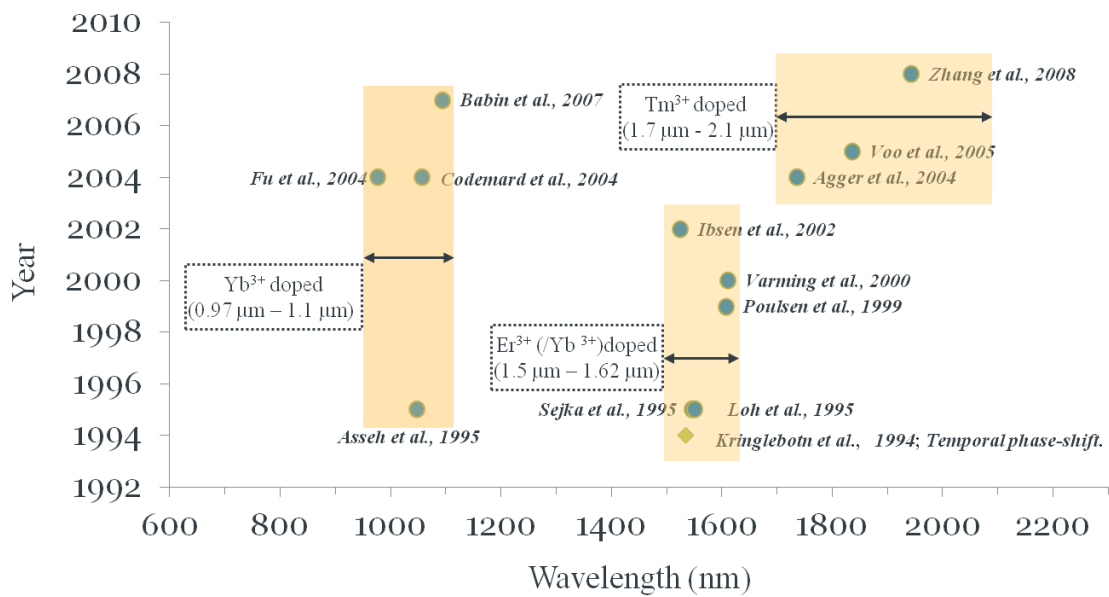 2010
2008
2006
2004
2002
2000
1998
1996
1994
1992
Year
Zhang et al., 2008
Babin et al., 2007
Tm³⁺ doped
(1.7 µm - 2.1 µm)
Voo et al., 2005
Fu et al., 2004
Codemard et al., 2004
Agger et al., 2004
Ibsen et al., 2002
Yb³⁺ doped
(0.97 µm – 1.1 µm)
Varming et al., 2000
Poulsen et al., 1999
Er³⁺ (/Yb ³⁺)doped
(1.5 µm – 1.62 µm)
Sejka et al., 1995
Loh et al., 1995
Asseh et al., 1995
Kringlebotn et al., 1994; Temporal phase-shift.
600 800 1000 1200 1400 1600 1800 2000 2200
Wavelength (nm)